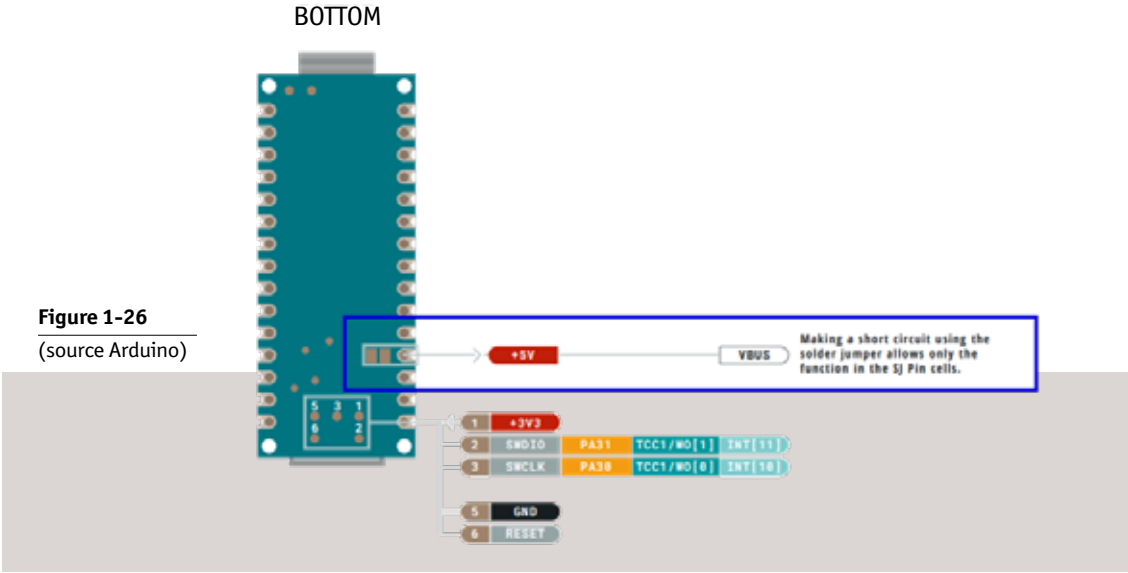 BOTTOM
Figure 1-26
(source Arduino)
+5V
VBUS
Making a short circuit using the
solder jumper allows only the
function in the SJ Pin cells.
5 3 1
6 2
1 +3V3
2 SWDIO PA31 TCC1/WO[1] INT[11]
3 SWCLK PA30 TCC1/WO[0] INT[10]
5 GND
6 RESET